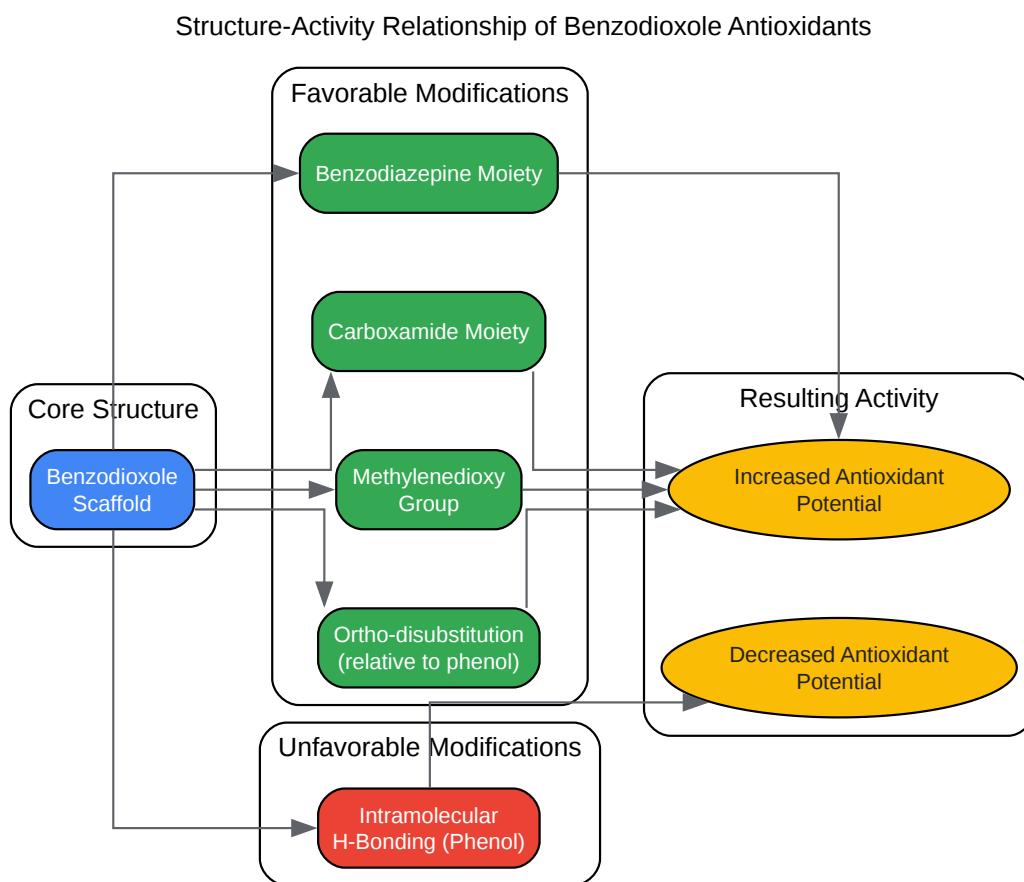 Structure-Activity Relationship of Benzodioxole Antioxidants
Favorable Modifications
Benzodiazepine Moiety
Carboxamide Moiety
Core Structure
Benzodioxole
Scaffold
Methylenedioxy
Group
Ortho-disubstitution
(relative to phenol)
Resulting Activity
Increased Antioxidant
Potential
Decreased Antioxidant
Potential
Unfavorable Modifications
Intramolecular
H-Bonding (Phenol)